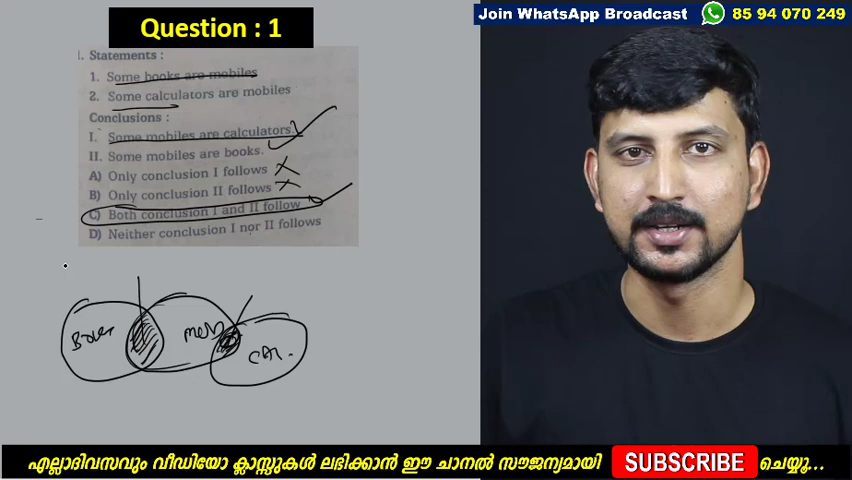 Question : 1
Join WhatsApp Broadcast 85 94 070 249
I. Statements :
1. Some books are mobiles
2. Some calculators are mobiles
Conclusions :
I. Some mobiles are calculators.
II. Some mobiles are books.
A) Only conclusion I follows
B) Only conclusion II follows
C) Both conclusion I and II follow
D) Neither conclusion I nor II follows
എല്ലാദിവസവും വീഡിയോ ക്ലാസ്സുകൾ ലഭിക്കാൻ ഈ ചാനൽ സൗജന്യമായി SUBSCRIBE ചെയ്യൂ...